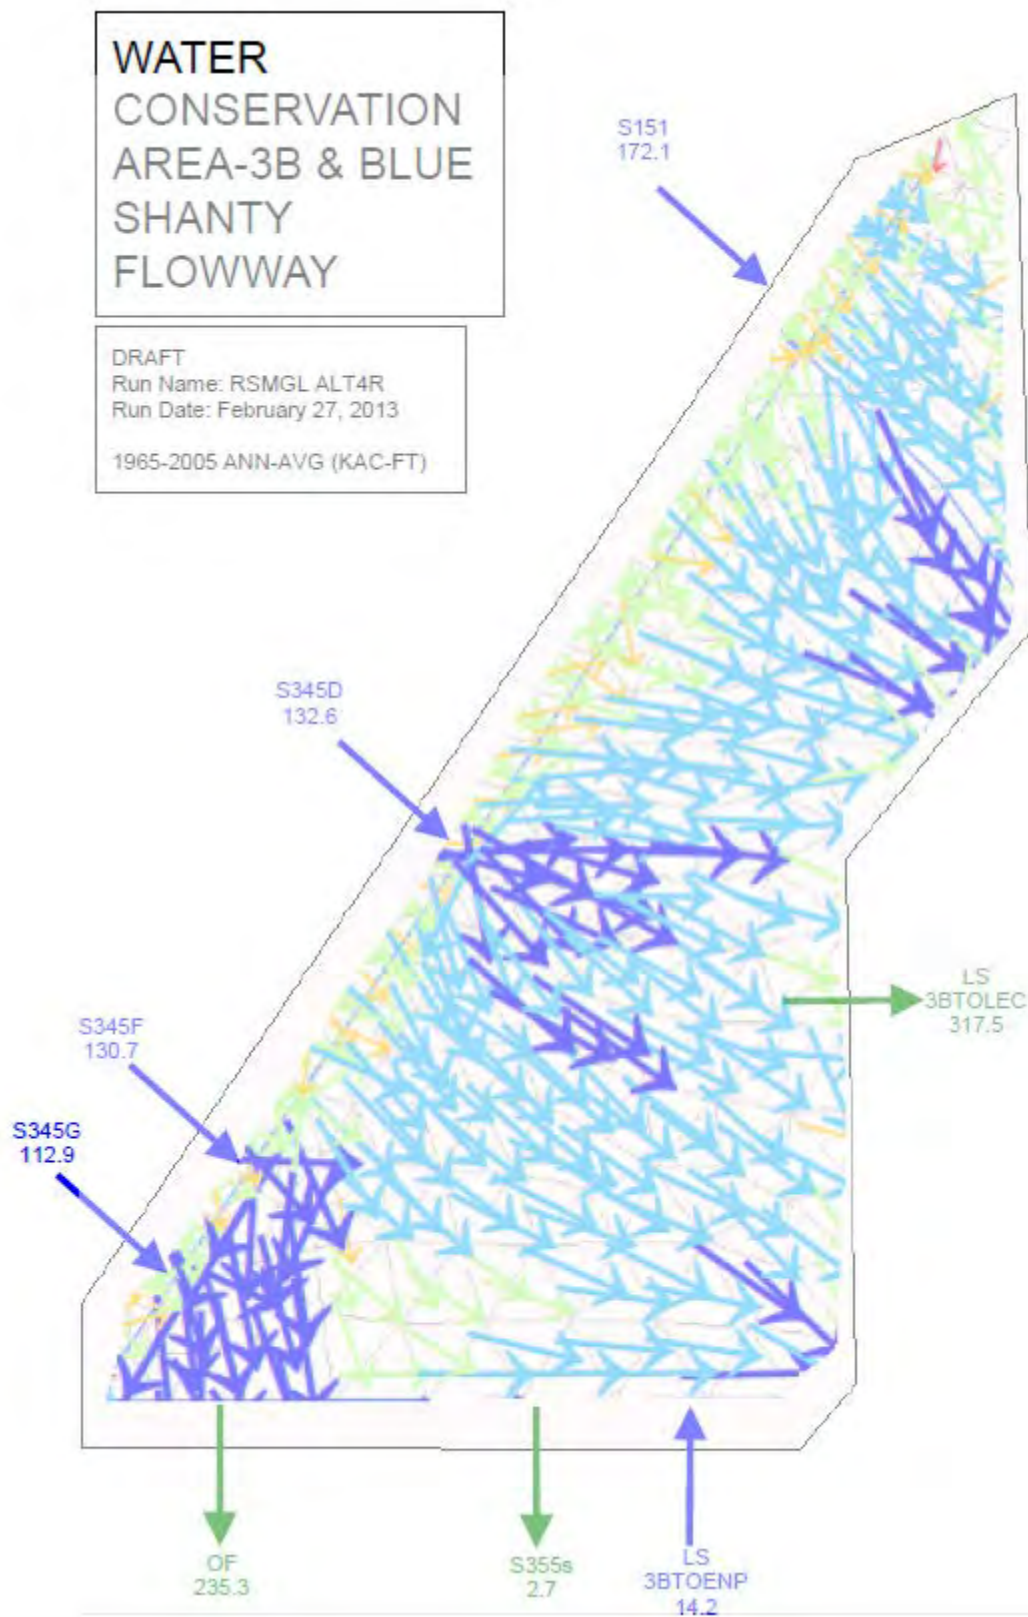 WATER
CONSERVATION
AREA-3B & BLUE
SHANTY
FLOWWAY
DRAFT
Run Name: RSMGL ALT4R
Run Date: February 27, 2013
1965-2005 ANN-AVG (KAC-FT)
S151
172.1
S345D
132.6
LS
3BTOLEC
317.5
S345F
130.7
S345G
112.9
OF
235.3
S355s
2.7
LS
3BTOENP
14.2